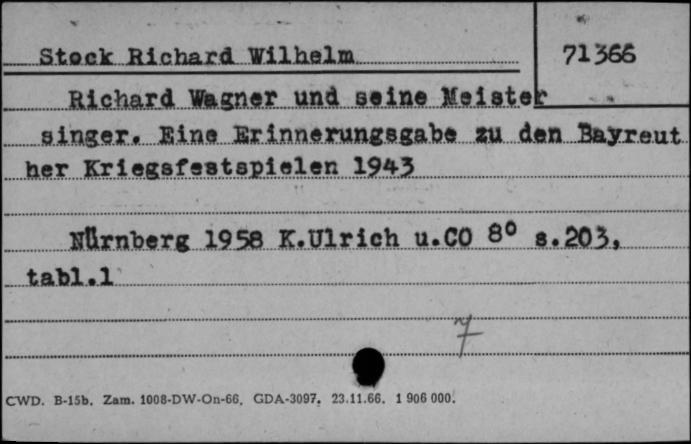 Stock Richard Wilhelm
71366
Richard Wagner und seine Meister
singer. Eine Erinnerungsgabe zu den Bayreut
her Kriegsfestspielen 1943
Nürnberg 1958 K.Ulrich u.CO 8° s.203,
tabl.1
7
CWD. B-15b. Zam. 1008-DW-On-66, GDA-3097. 23.11.66. 1 906 000.